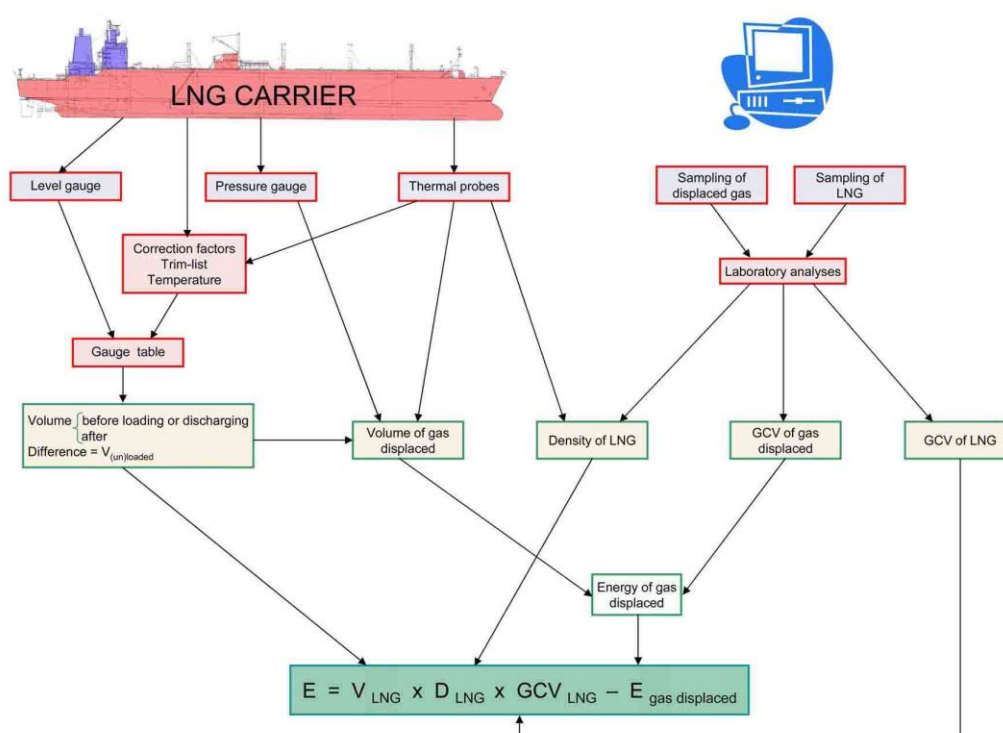 LNG CARRIER
Level gauge
Pressure gauge
Thermal probes
Sampling of
displaced gas
Sampling of
LNG
Correction factors
Trim-list
Temperature
Laboratory analyses
Gauge table
Volume { before loading or discharging
after
Difference = V(un)loaded
Volume of gas
displaced
Density of LNG
GCV of gas
displaced
GCV of LNG
Energy of gas
displaced
E = V LNG x D LNG x GCV LNG – E gas displaced